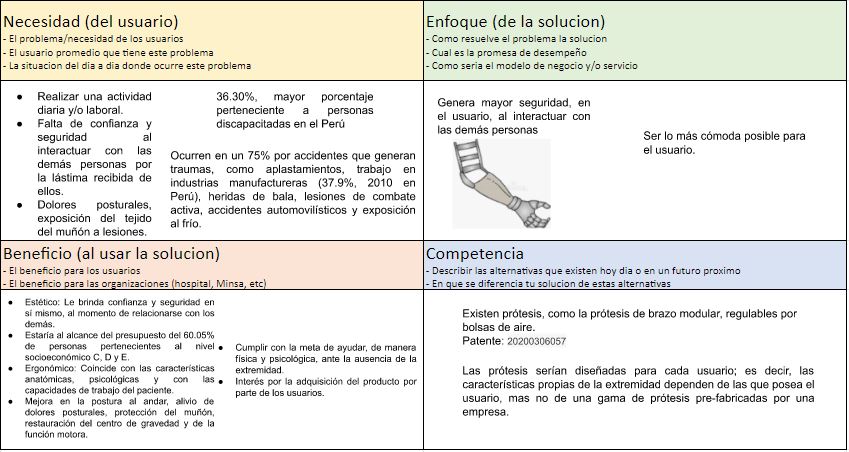 Necesidad (del usuario)
- El problema/necesidad de los usuarios
- El usuario promedio que tiene este problema
- La situacion del dia a dia donde ocurre este problema
● Realizar una actividad
diaria y/o laboral.
● Falta de confianza y
seguridad al
interactuar con las
demás personas por
la lástima recibida de
ellos.
● Dolores posturales,
exposición del tejido
del muñón a lesiones.
36.30%, mayor porcentaje
perteneciente a personas
discapacitadas en el Perú
Ocurren en un 75% por accidentes que generan
traumas, como aplastamientos, trabajo en
industrias manufactureras (37.9%, 2010 en
Perú), heridas de bala, lesiones de combate
activa, accidentes automovilísticos y exposición
al frío.
Enfoque (de la solucion)
- Como resuelve el problema la solucion
- Cual es la promesa de desempeño
- Como seria el modelo de negocio y/o servicio
Genera mayor seguridad, en
el usuario, al interactuar con
las demás personas
Ser lo más cómoda posible para
el usuario.
Beneficio (al usar la solucion)
- El beneficio para los usuarios
- El beneficio para las organizaciones (hospital, Minsa, etc)
● Estético: Le brinda confianza y seguridad en
sí mismo, al momento de relacionarse con los
demás.
● Estaría al alcance del presupuesto del 60.05%
de personas pertenecientes al nivel
socioeconómico C, D y E.
● Ergonómico: Coincide con las características
anatómicas, psicológicas y con las
capacidades de trabajo del paciente.
● Mejora en la postura al andar, alivio de
dolores posturales, protección del muñón,
restauración del centro de gravedad y de la
función motora.
● Cumplir con la meta de ayudar, de manera
física y psicológica, ante la ausencia de la
extremidad.
● Interés por la adquisición del producto por
parte de los usuarios.
Competencia
- Describir las alternativas que existen hoy dia o en un futuro proximo
- En que se diferencia tu solucion de estas alternativas
Existen prótesis, como la prótesis de brazo modular, regulables por
bolsas de aire.
Patente: 20200306057
Las prótesis serían diseñadas para cada usuario; es decir, las
características propias de la extremidad dependen de las que posea el
usuario, mas no de una gama de prótesis pre-fabricadas por una
empresa.